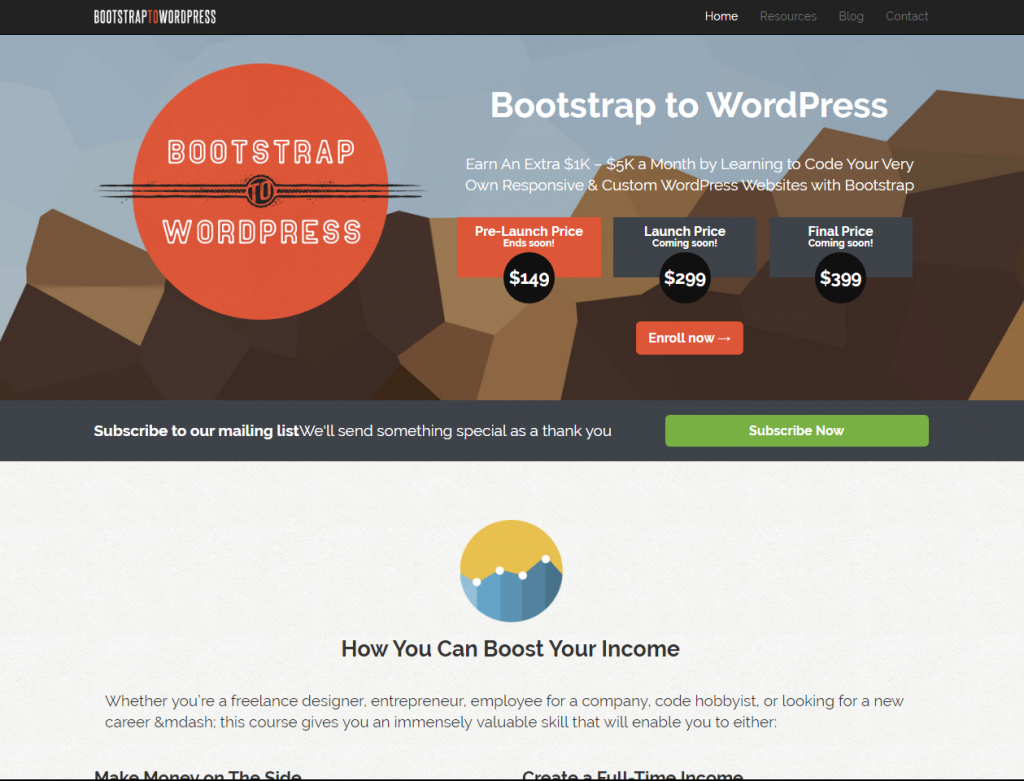 BOOTSTRAPTOWORDPRESS
Home Resources Blog Contact
BOOTSTRAP
TO
WORDPRESS
Bootstrap to WordPress
Earn An Extra $1K – $5K a Month by Learning to Code Your Very
Own Responsive & Custom WordPress Websites with Bootstrap
Pre-Launch Price
Ends soon!
$149
Launch Price
Coming soon!
$299
Final Price
Coming soon!
$399
Enroll now →
Subscribe to our mailing listWe'll send something special as a thank you
Subscribe Now
How You Can Boost Your Income
Whether you're a freelance designer, entrepreneur, employee for a company, code hobbyist, or looking for a new
career &mdash; this course gives you an immensely valuable skill that will enable you to either:
Make Money on The Side
Create a Full-Time Income